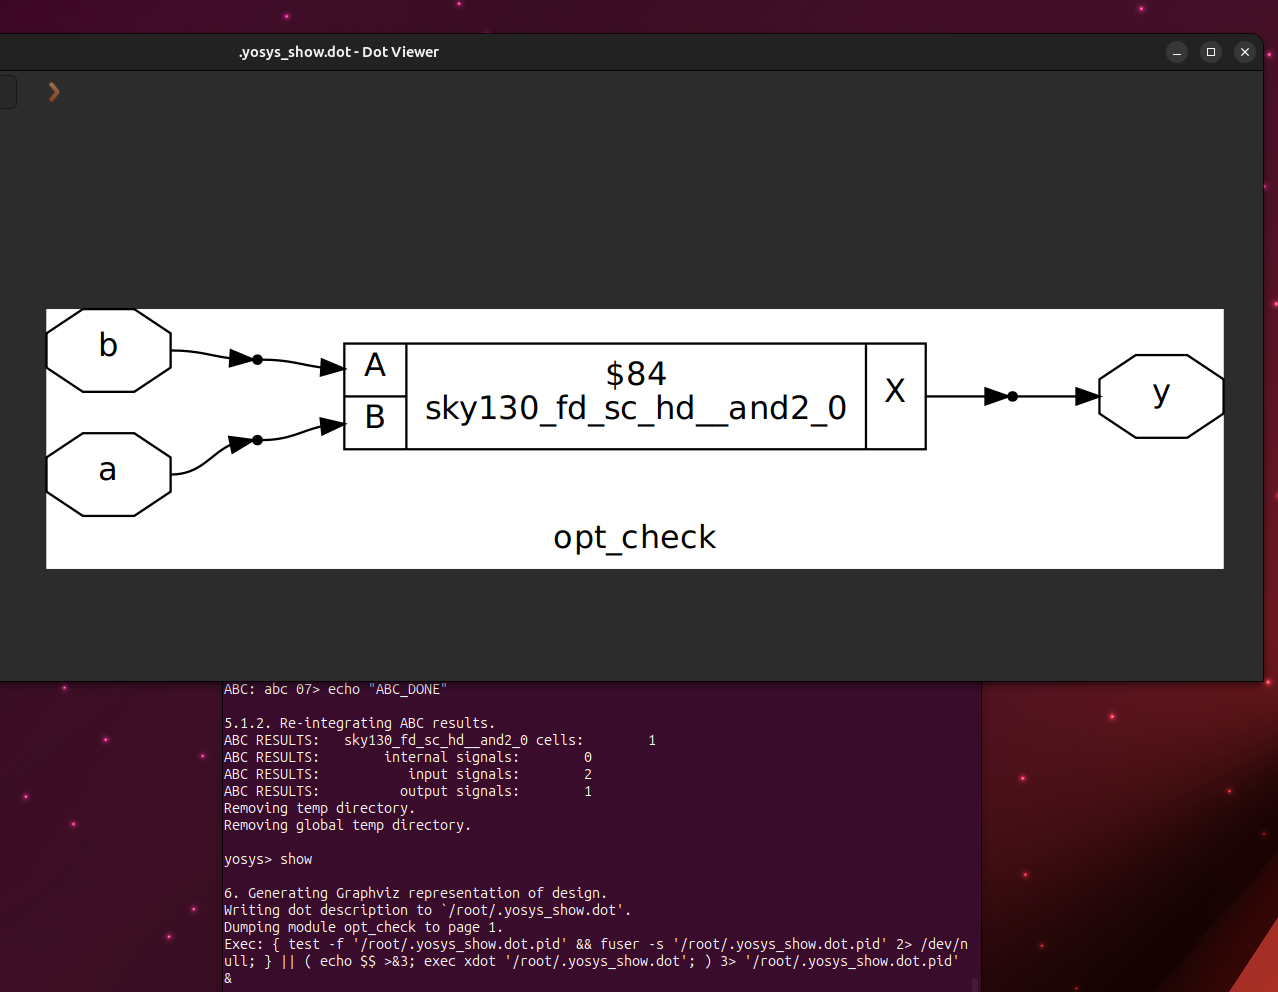 .yosys_show.dot - Dot Viewer
b
a
A
B
$84
sky130_fd_sc_hd__and2_0
X
y
opt_check
ABC: abc 07> echo "ABC_DONE"
5.1.2. Re-integrating ABC results.
ABC RESULTS:   sky130_fd_sc_hd__and2_0 cells:        1
ABC RESULTS:        internal signals:        0
ABC RESULTS:           input signals:        2
ABC RESULTS:          output signals:        1
Removing temp directory.
Removing global temp directory.
yosys> show
6. Generating Graphviz representation of design.
Writing dot description to `/root/.yosys_show.dot'.
Dumping module opt_check to page 1.
Exec: { test -f '/root/.yosys_show.dot.pid' && fuser -s '/root/.yosys_show.dot.pid' 2> /dev/n
ull; } || ( echo $$ >&3; exec xdot '/root/.yosys_show.dot'; ) 3> '/root/.yosys_show.dot.pid'
&